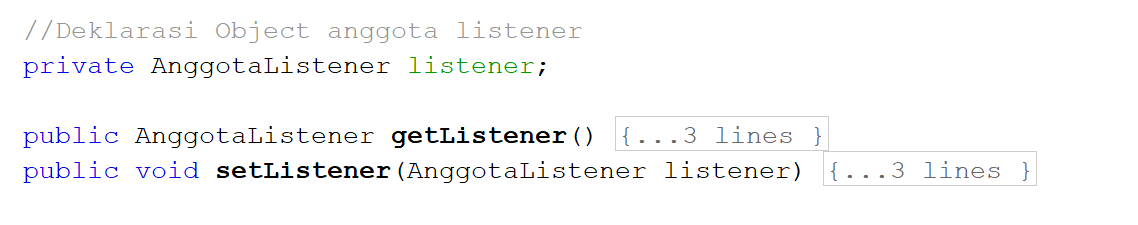 //Deklarasi Object anggota listener
private AnggotaListener listener;
public AnggotaListener getListener() {...3 lines }
public void setListener(AnggotaListener listener) {...3 lines }